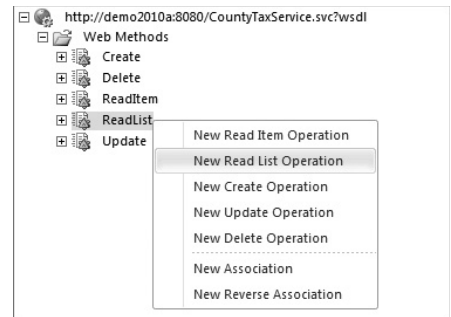 http://demo2010a:8080/CountyTaxService.svc?wsdl
Web Methods
Create
Delete
ReadItem
ReadList
Update
New Read Item Operation
New Read List Operation
New Create Operation
New Update Operation
New Delete Operation
New Association
New Reverse Association